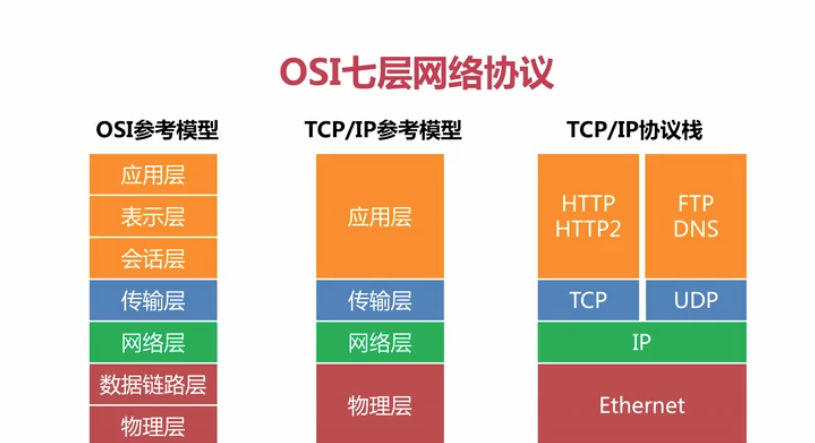 OSI七层网络协议
OSI参考模型
TCP/IP参考模型
TCP/IP协议栈
应用层
表示层
会话层
传输层
网络层
数据链路层
物理层
应用层
传输层
网络层
物理层
HTTP
HTTP2
FTP
DNS
TCP
UDP
IP
Ethernet